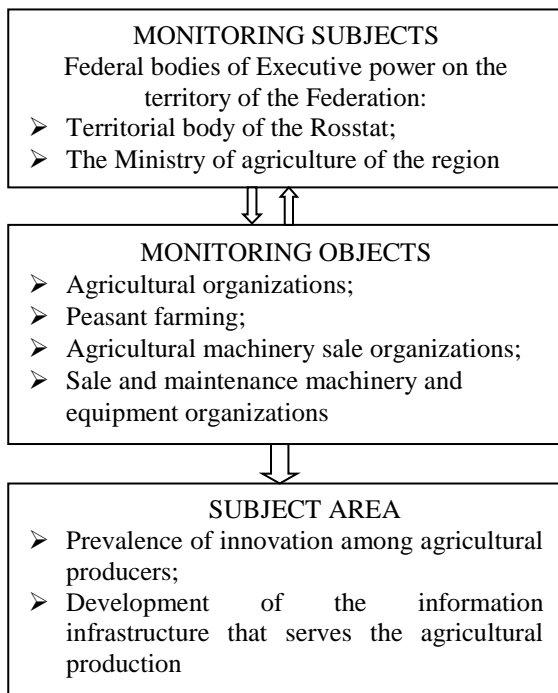 MONITORING SUBJECTS
Federal bodies of Executive power on the
territory of the Federation:
➢ Territorial body of the Rosstat;
➢ The Ministry of agriculture of the region
MONITORING OBJECTS
➢ Agricultural organizations;
➢ Peasant farming;
➢ Agricultural machinery sale organizations;
➢ Sale and maintenance machinery and
equipment organizations
SUBJECT AREA
➢ Prevalence of innovation among agricultural
producers;
➢ Development of the information
infrastructure that serves the agricultural
production